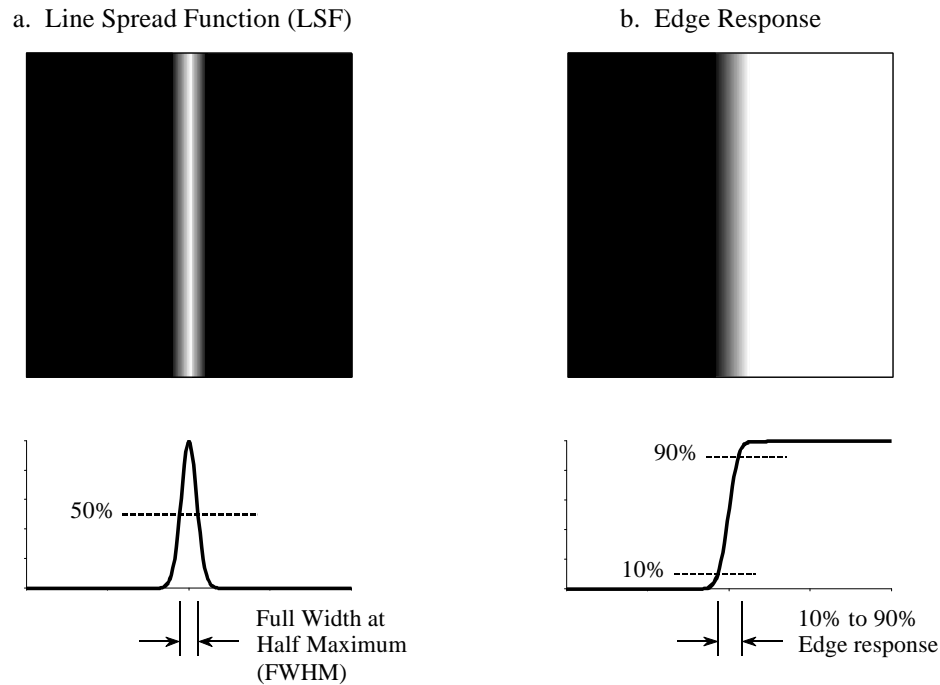 a. Line Spread Function (LSF)
b. Edge Response
50%
Full Width at
Half Maximum
(FWHM)
90%
10%
10% to 90%
Edge response